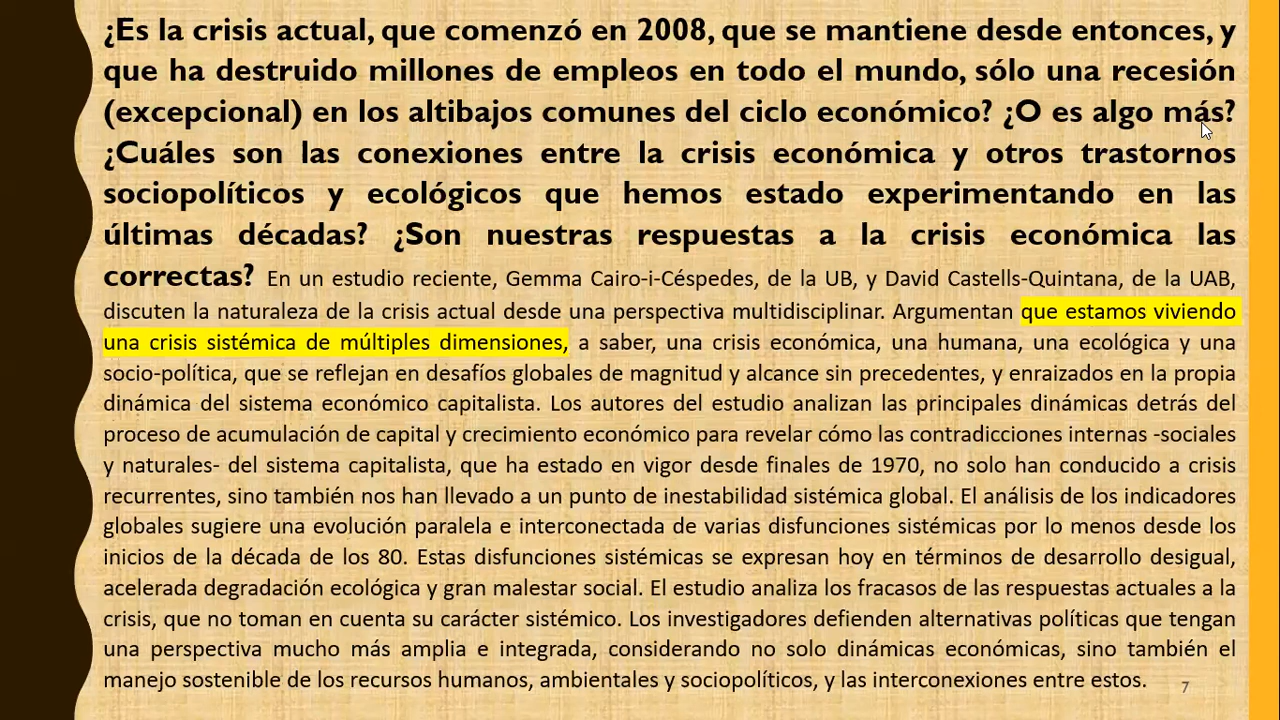 ¿Es la crisis actual, que comenzó en 2008, que se mantiene desde entonces, y
que ha destruido millones de empleos en todo el mundo, sólo una recesión
(excepcional) en los altibajos comunes del ciclo económico? ¿O es algo más?
¿Cuáles son las conexiones entre la crisis económica y otros trastornos
sociopolíticos y ecológicos que hemos estado experimentando en las
últimas décadas? ¿Son nuestras respuestas a la crisis económica las
correctas? En un estudio reciente, Gemma Cairo-i-Céspedes, de la UB, y David Castells-Quintana, de la UAB,
discuten la naturaleza de la crisis actual desde una perspectiva multidisciplinar. Argumentan que estamos viviendo
una crisis sistémica de múltiples dimensiones, a saber, una crisis económica, una humana, una ecológica y una
socio-política, que se reflejan en desafíos globales de magnitud y alcance sin precedentes, y enraizados en la propia
dinámica del sistema económico capitalista. Los autores del estudio analizan las principales dinámicas detrás del
proceso de acumulación de capital y crecimiento económico para revelar cómo las contradicciones internas -sociales
y naturales- del sistema capitalista, que ha estado en vigor desde finales de 1970, no solo han conducido a crisis
recurrentes, sino también nos han llevado a un punto de inestabilidad sistémica global. El análisis de los indicadores
globales sugiere una evolución paralela e interconectada de varias disfunciones sistémicas por lo menos desde los
inicios de la década de los 80. Estas disfunciones sistémicas se expresan hoy en términos de desarrollo desigual,
acelerada degradación ecológica y gran malestar social. El estudio analiza los fracasos de las respuestas actuales a la
crisis, que no toman en cuenta su carácter sistémico. Los investigadores defienden alternativas políticas que tengan
una perspectiva mucho más amplia e integrada, considerando no solo dinámicas económicas, sino también el
manejo sostenible de los recursos humanos, ambientales y sociopolíticos, y las interconexiones entre estos.
7